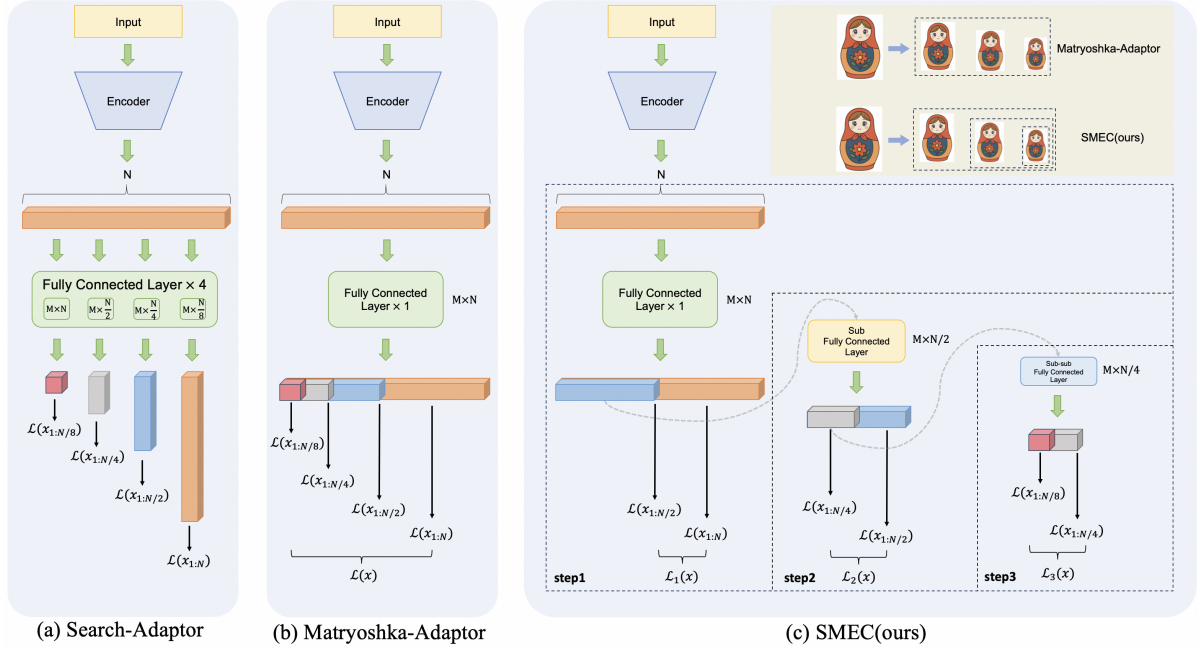 Input
Encoder
N
Fully Connected Layer × 4
M×N
M×N/2
M×N/4
M×N/8
ℒ(x₁:N/8)
ℒ(x₁:N/4)
ℒ(x₁:N/2)
ℒ(x₁:N)
(a) Search-Adaptor
Input
Encoder
N
Fully Connected
Layer × 1
M×N
ℒ(x₁:N/8)
ℒ(x₁:N/4)
ℒ(x₁:N/2)
ℒ(x₁:N)
ℒ(x)
(b) Matryoshka-Adaptor
Input
Encoder
N
Matryoshka-Adaptor
SMEC(ours)
Fully Connected
Layer × 1
M×N
ℒ(x₁:N/2)
ℒ(x₁:N)
step1
ℒ₁(x)
Sub
Fully Connected
Layer
M×N/2
ℒ(x₁:N/4)
ℒ(x₁:N/2)
step2
ℒ₂(x)
Sub-sub
Fully Connected
Layer
M×N/4
ℒ(x₁:N/8)
ℒ(x₁:N/4)
step3
ℒ₃(x)
(c) SMEC(ours)